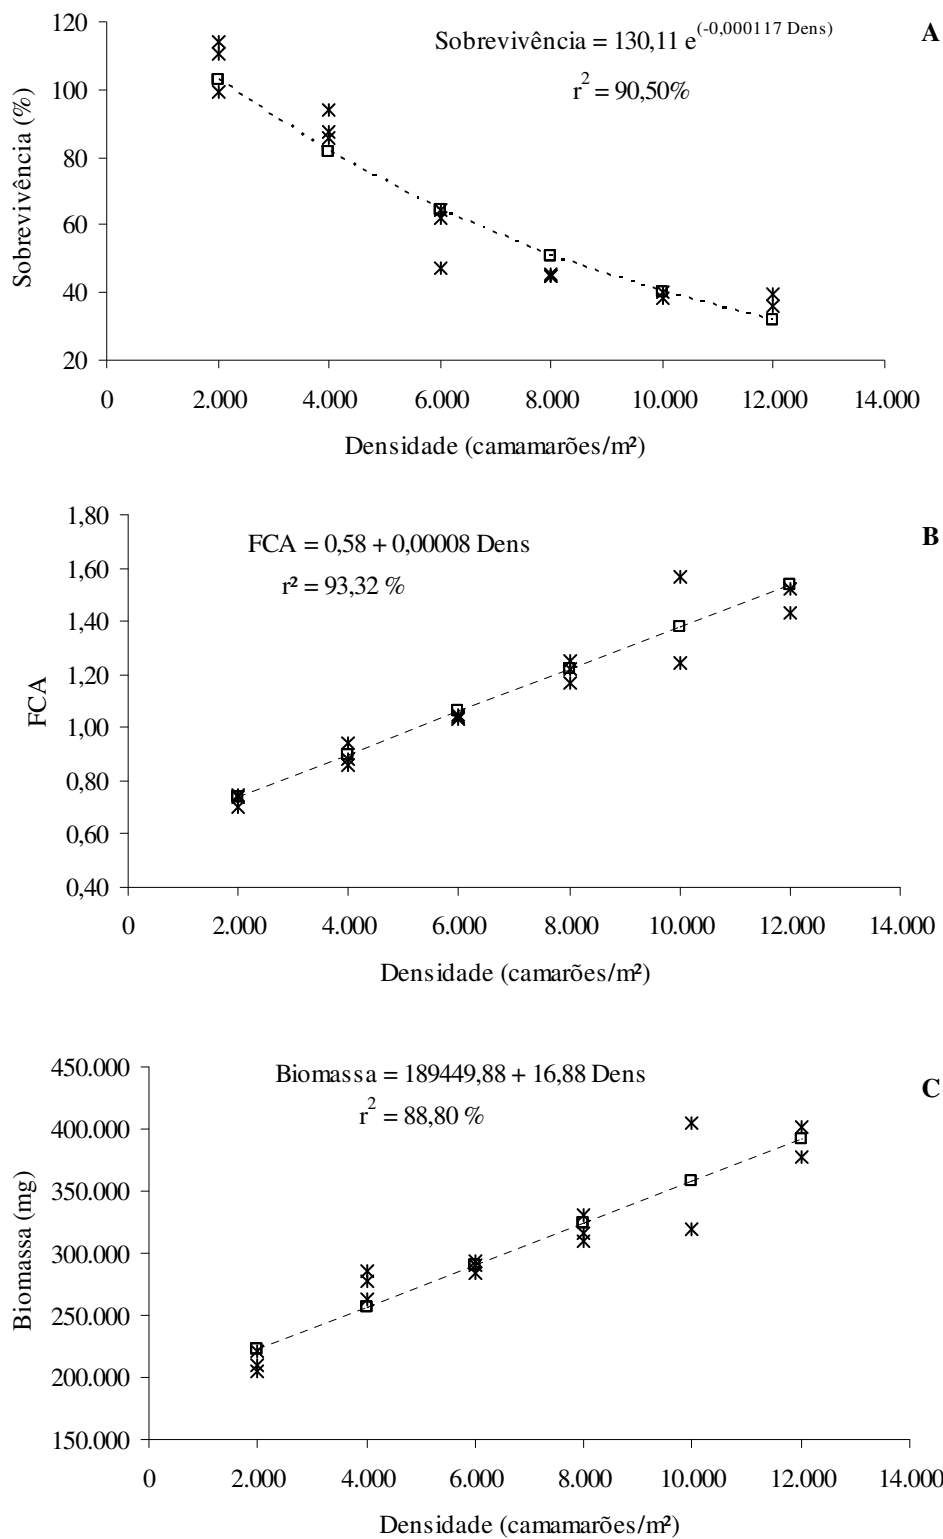 Sobrevivência = 130,11 e^(-0,000117 Dens)
A
r² = 90,50%
Sobrevivência (%)
120
100
80
60
40
20
0 2.000 4.000 6.000 8.000 10.000 12.000 14.000
Densidade (camamarões/m²)
B
FCA = 0,58 + 0,00008 Dens
r² = 93,32 %
FCA
1,80
1,60
1,40
1,20
1,00
0,80
0,60
0,40
0 2.000 4.000 6.000 8.000 10.000 12.000 14.000
Densidade (camarões/m²)
Biomassa = 189449,88 + 16,88 Dens
C
r² = 88,80 %
Biomassa (mg)
450.000
400.000
350.000
300.000
250.000
200.000
150.000
0 2.000 4.000 6.000 8.000 10.000 12.000 14.000
Densidade (camamarões/m²)